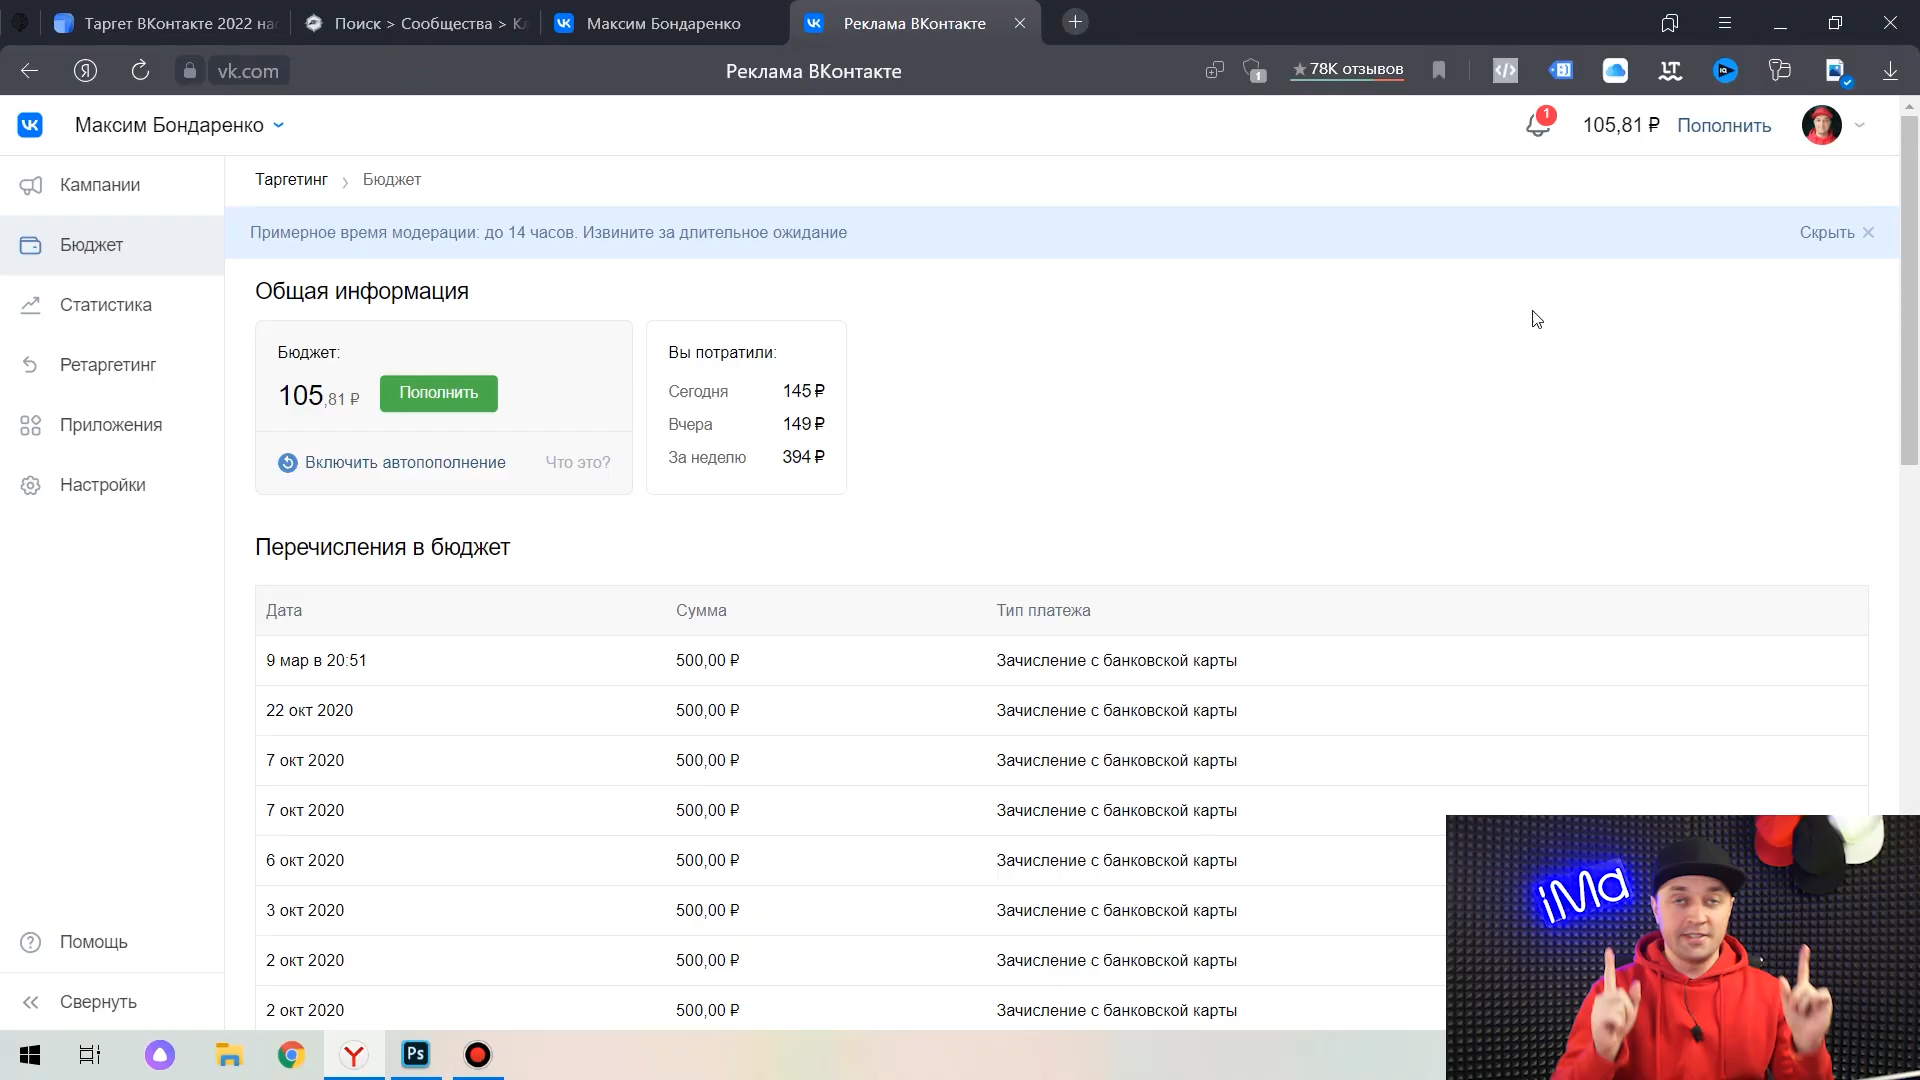 Таргет ВКонтакте 2022 нас
Поиск > Сообщества > Кл
Максим Бондаренко
Реклама ВКонтакте
vk.com
Реклама ВКонтакте
1
★78K отзывов
Максим Бондаренко
1
105,81 ₽
Пополнить
Кампании
Бюджет
Статистика
Ретаргетинг
Приложения
Настройки
Помощь
Свернуть
Таргетинг
Бюджет
Примерное время модерации: до 14 часов. Извините за длительное ожидание
Скрыть
Общая информация
Бюджет:
105,81 ₽
Пополнить
Включить автопополнение
Что это?
Вы потратили:
Сегодня 145 ₽
Вчера 149 ₽
За неделю 394 ₽
Перечисления в бюджет
Дата Сумма Тип платежа
9 мар в 20:51 500,00 ₽ Зачисление с банковской карты
22 окт 2020 500,00 ₽ Зачисление с банковской карты
7 окт 2020 500,00 ₽ Зачисление с банковской карты
7 окт 2020 500,00 ₽ Зачисление с банковской карты
6 окт 2020 500,00 ₽ Зачисление с банковской карты
3 окт 2020 500,00 ₽ Зачисление с банковской карты
2 окт 2020 500,00 ₽ Зачисление с банковской карты
2 окт 2020 500,00 ₽ Зачисление с банковской карты
iMa
Ps